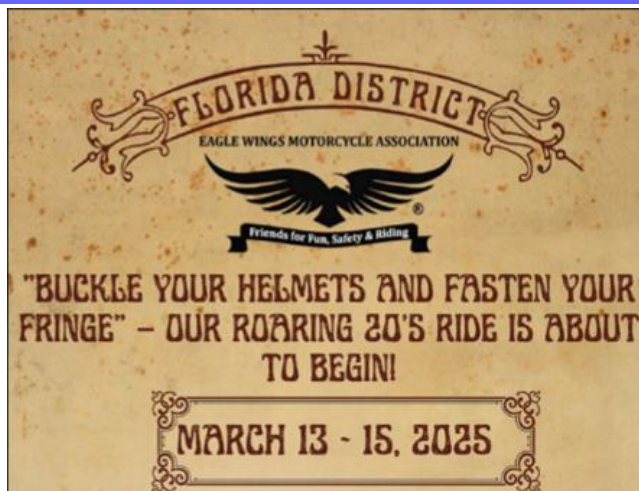 FLORIDA DISTRICT
EAGLE WINGS MOTORCYCLE ASSOCIATION
®
Friends for Fun, Safety & Riding
"BUCKLE YOUR HELMETS AND FASTEN YOUR
FRINGE" – OUR ROARING 20'S RIDE IS ABOUT
TO BEGIN!
MARCH 13 - 15, 2025